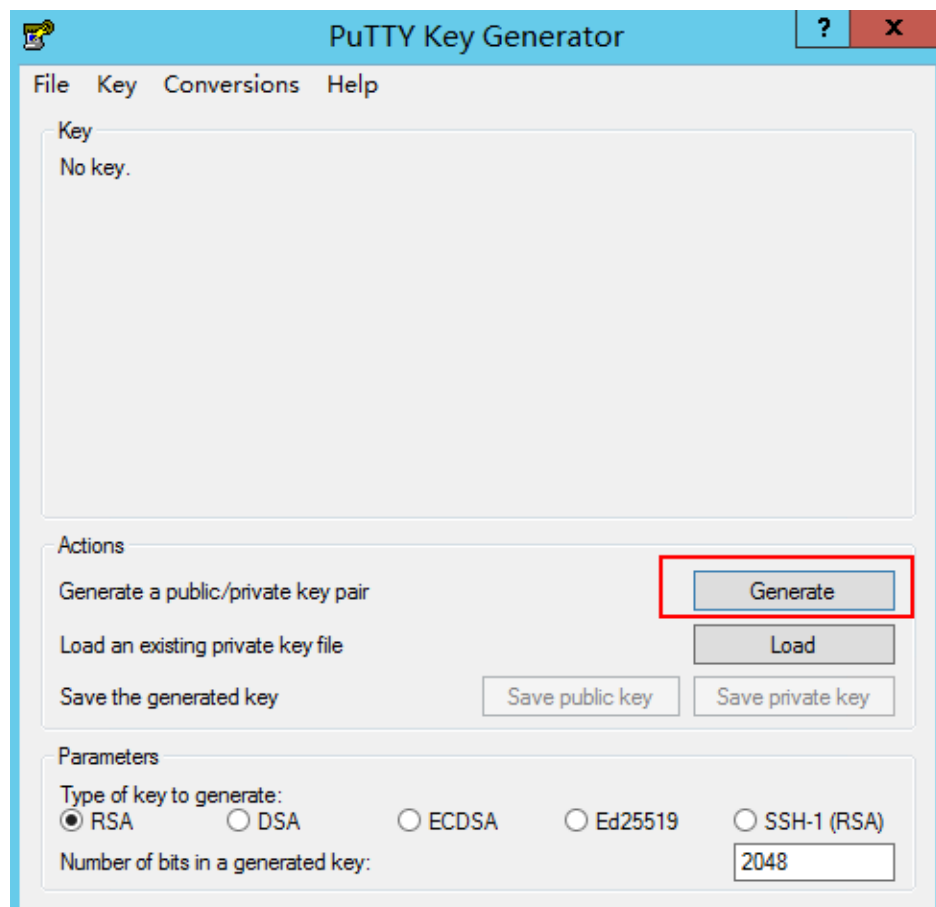 PuTTY Key Generator ? x
File Key Conversions Help
Key
No key.
Actions
Generate a public/private key pair Generate
Load an existing private key file Load
Save the generated key Save public key Save private key
Parameters
Type of key to generate:
RSA DSA ECDSA Ed25519 SSH-1 (RSA)
Number of bits in a generated key: 2048